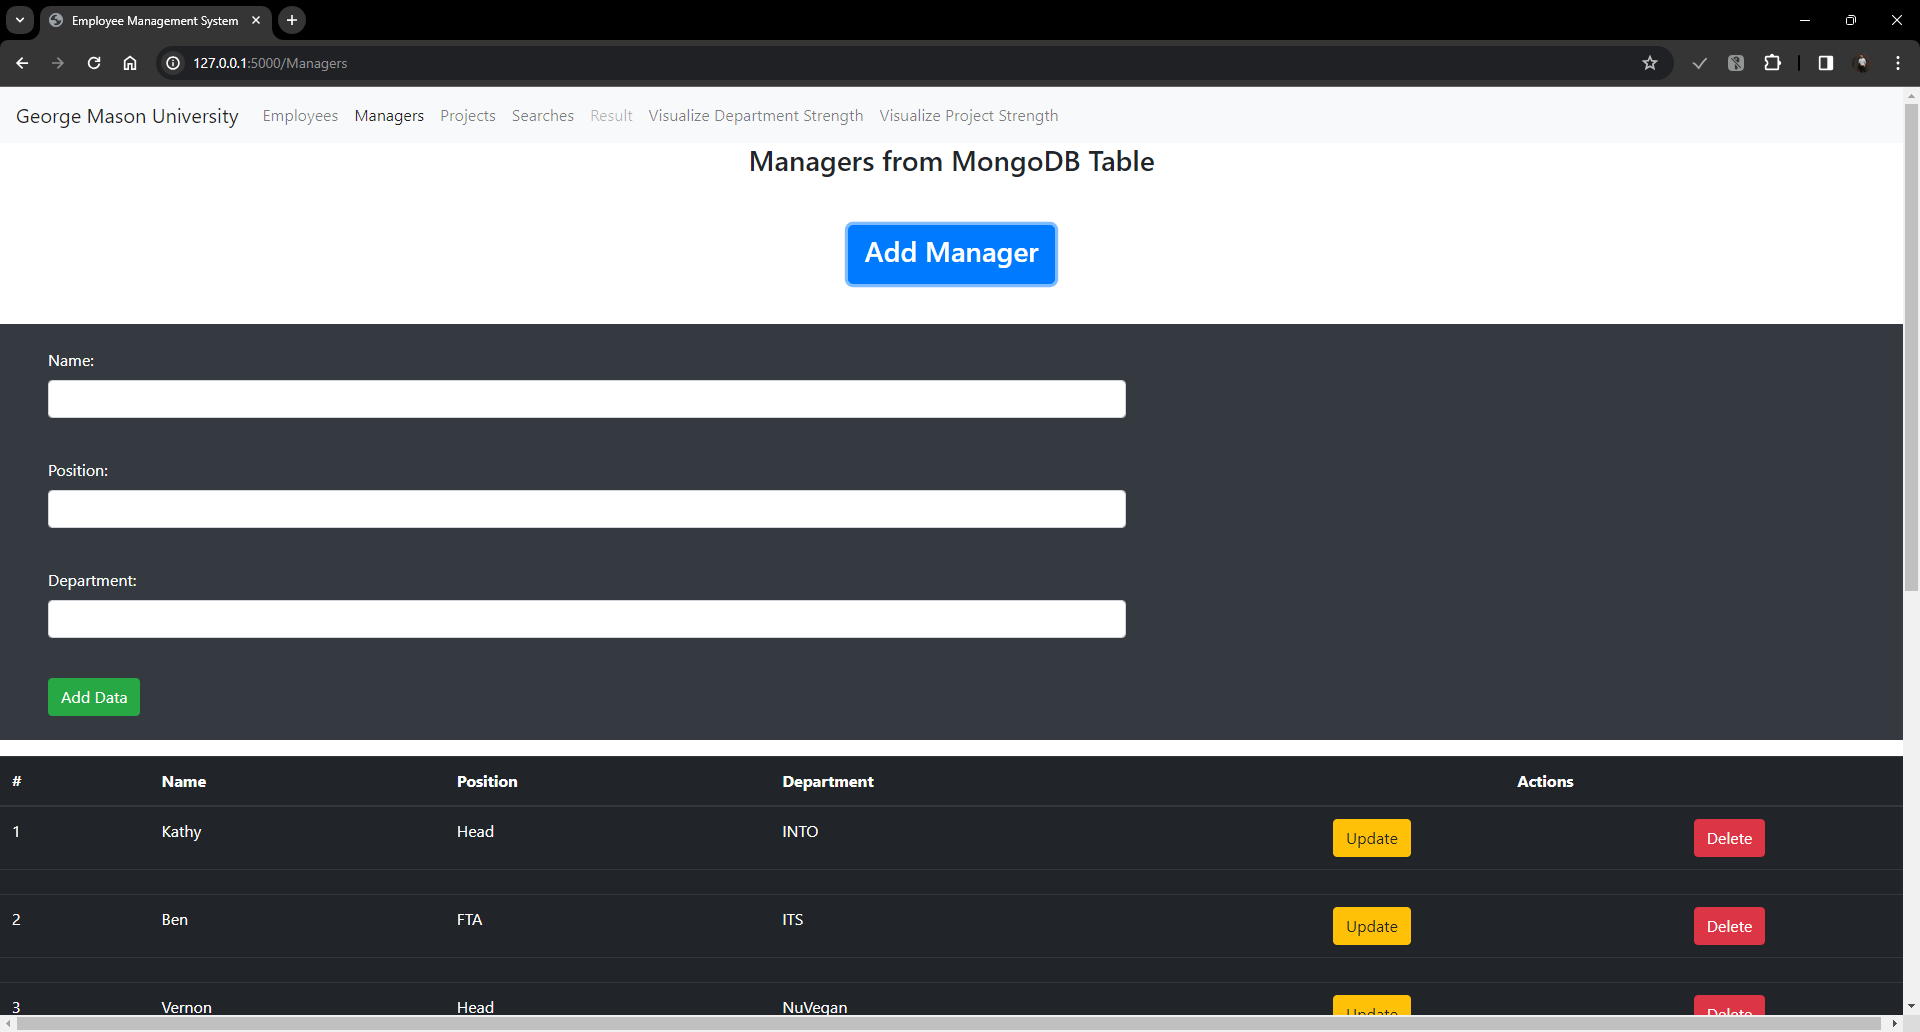 Employee Management System
127.0.0.1:5000/Managers
George Mason University Employees Managers Projects Searches Result Visualize Department Strength Visualize Project Strength
Managers from MongoDB Table
Add Manager
Name:
Position:
Department:
Add Data
# Name Position Department Actions
1 Kathy Head INTO Update Delete
2 Ben FTA ITS Update Delete
3 Vernon Head NuVegan Update Delete